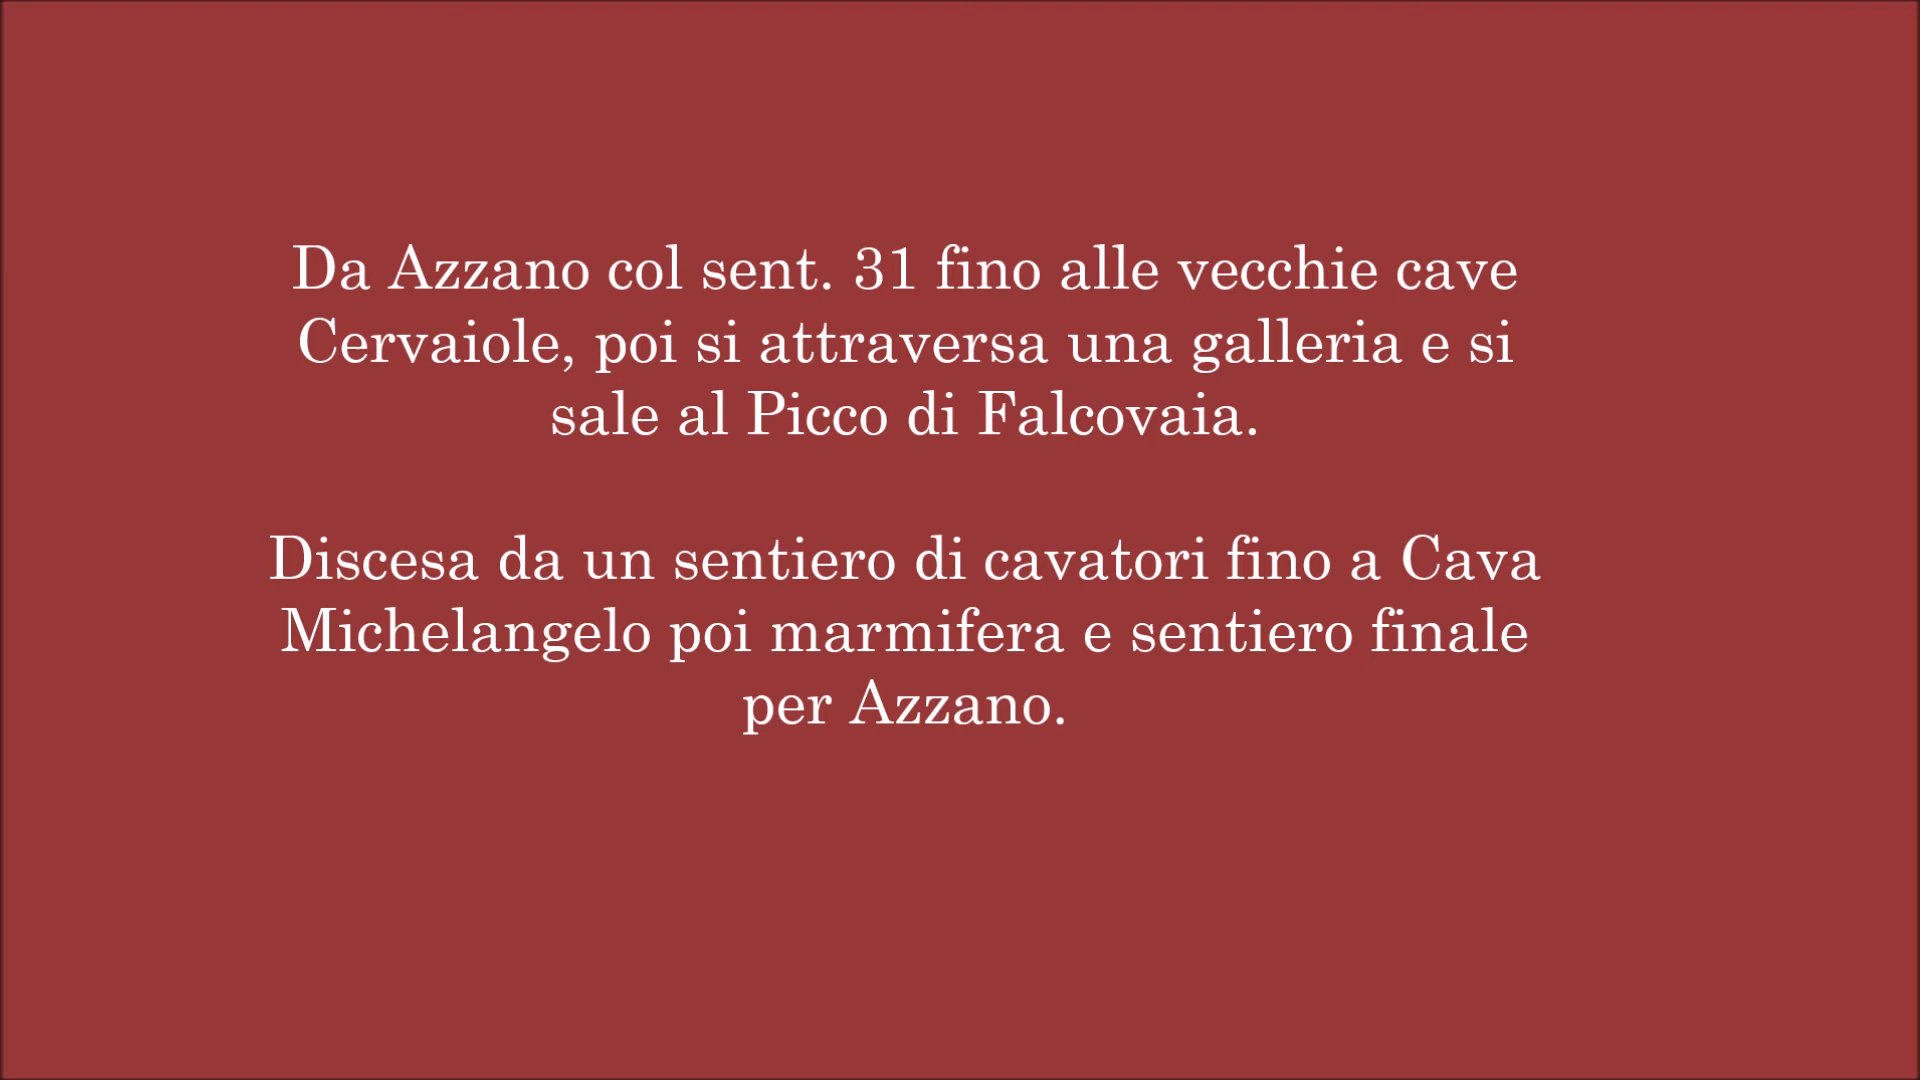 Da Azzano col sent. 31 fino alle vecchie cave
Cervaiole, poi si attraversa una galleria e si
sale al Picco di Falcovaia.
Discesa da un sentiero di cavatori fino a Cava
Michelangelo poi marmifera e sentiero finale
per Azzano.